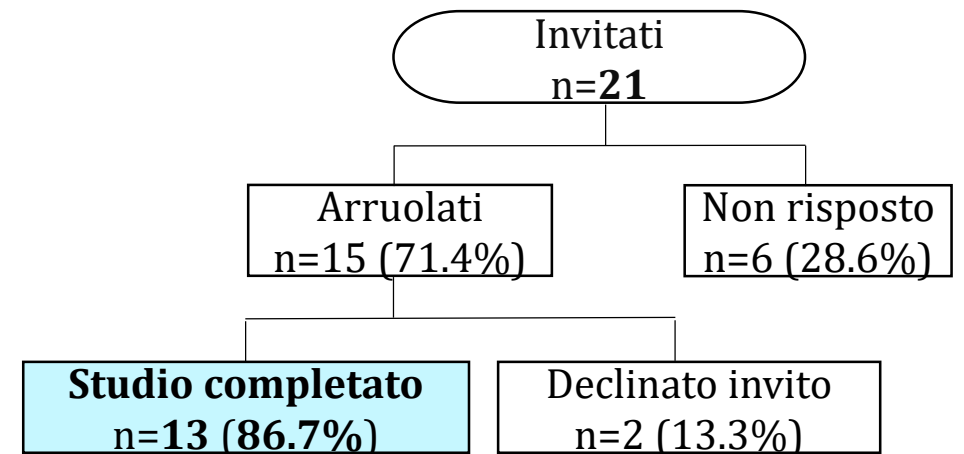 Invitati
n=21
Arruolati
n=15 (71.4%)
Non risposto
n=6 (28.6%)
Studio completato
n=13 (86.7%)
Declinato invito
n=2 (13.3%)